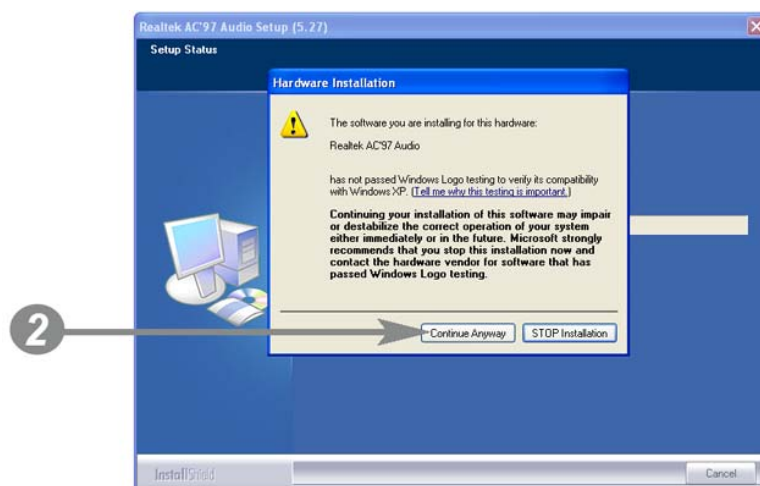 Realtek AC'97 Audio Setup (5.27)
Setup Status
Hardware Installation
The software you are installing for this hardware:
Realtek AC'97 Audio
has not passed Windows Logo testing to verify its compatibility
with Windows XP. (Tell me why this testing is important.)
Continuing your installation of this software may impair
or destabilize the correct operation of your system
either immediately or in the future. Microsoft strongly
recommends that you stop this installation now and
contact the hardware vendor for software that has
passed Windows Logo testing.
2
Continue Anyway STOP Installation
InstallShield Cancel